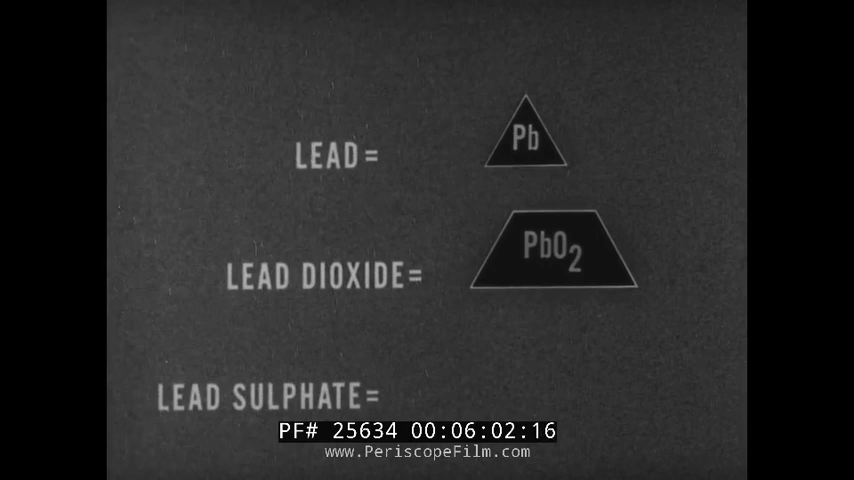 LEAD = Pb
LEAD DIOXIDE = PbO₂
LEAD SULPHATE =
PF# 25634 00:06:02:16
www.PeriscopeFilm.com